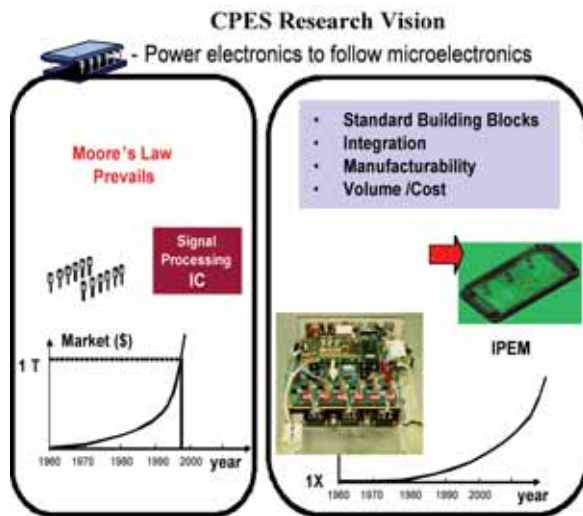 CPES Research Vision
- Power electronics to follow microelectronics
Moore's Law
Prevails
Signal
Processing
IC
Market ($)
1 T
1960 1970 1980 1990 2000 year
• Standard Building Blocks
• Integration
• Manufacturability
• Volume /Cost
IPEM
1X
1960 1970 1980 1990 2000 year